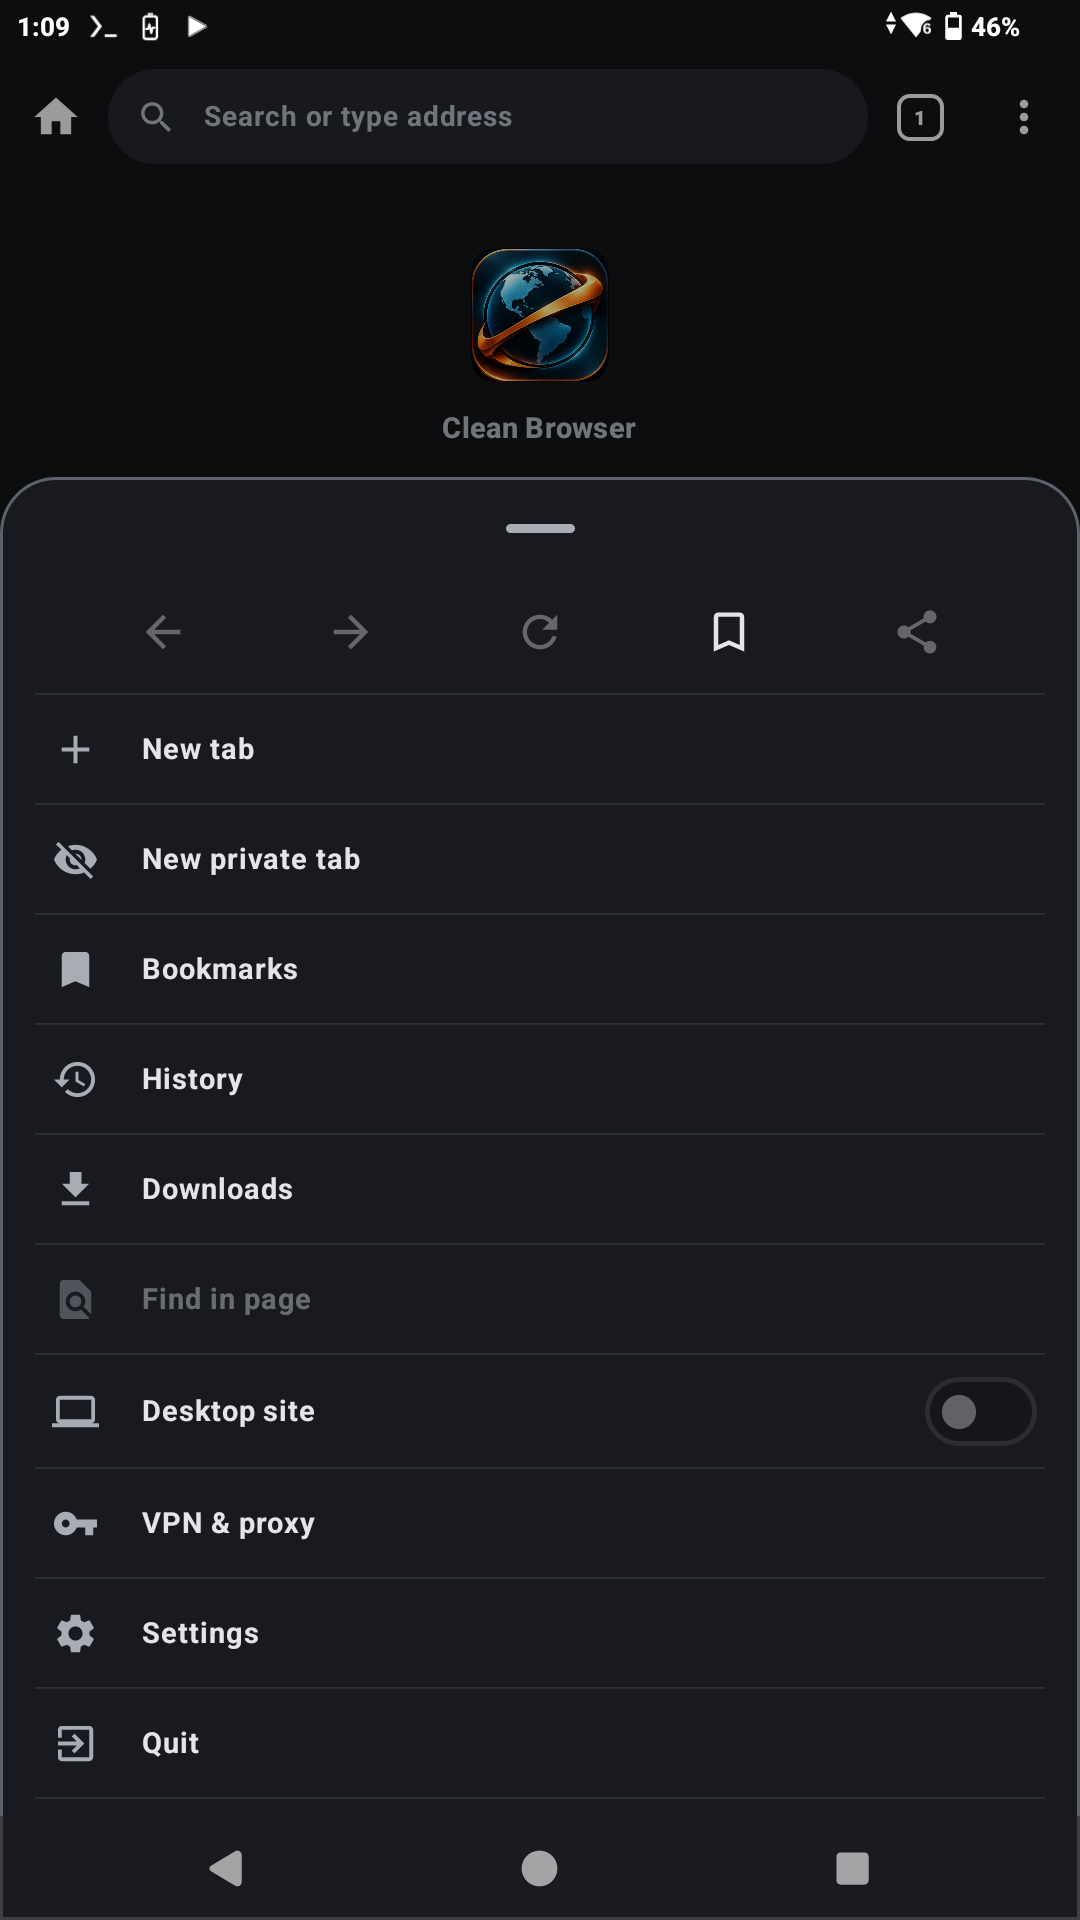 1:09
46%
Search or type address
1
Clean Browser
New tab
New private tab
Bookmarks
History
Downloads
Find in page
Desktop site
VPN & proxy
Settings
Quit